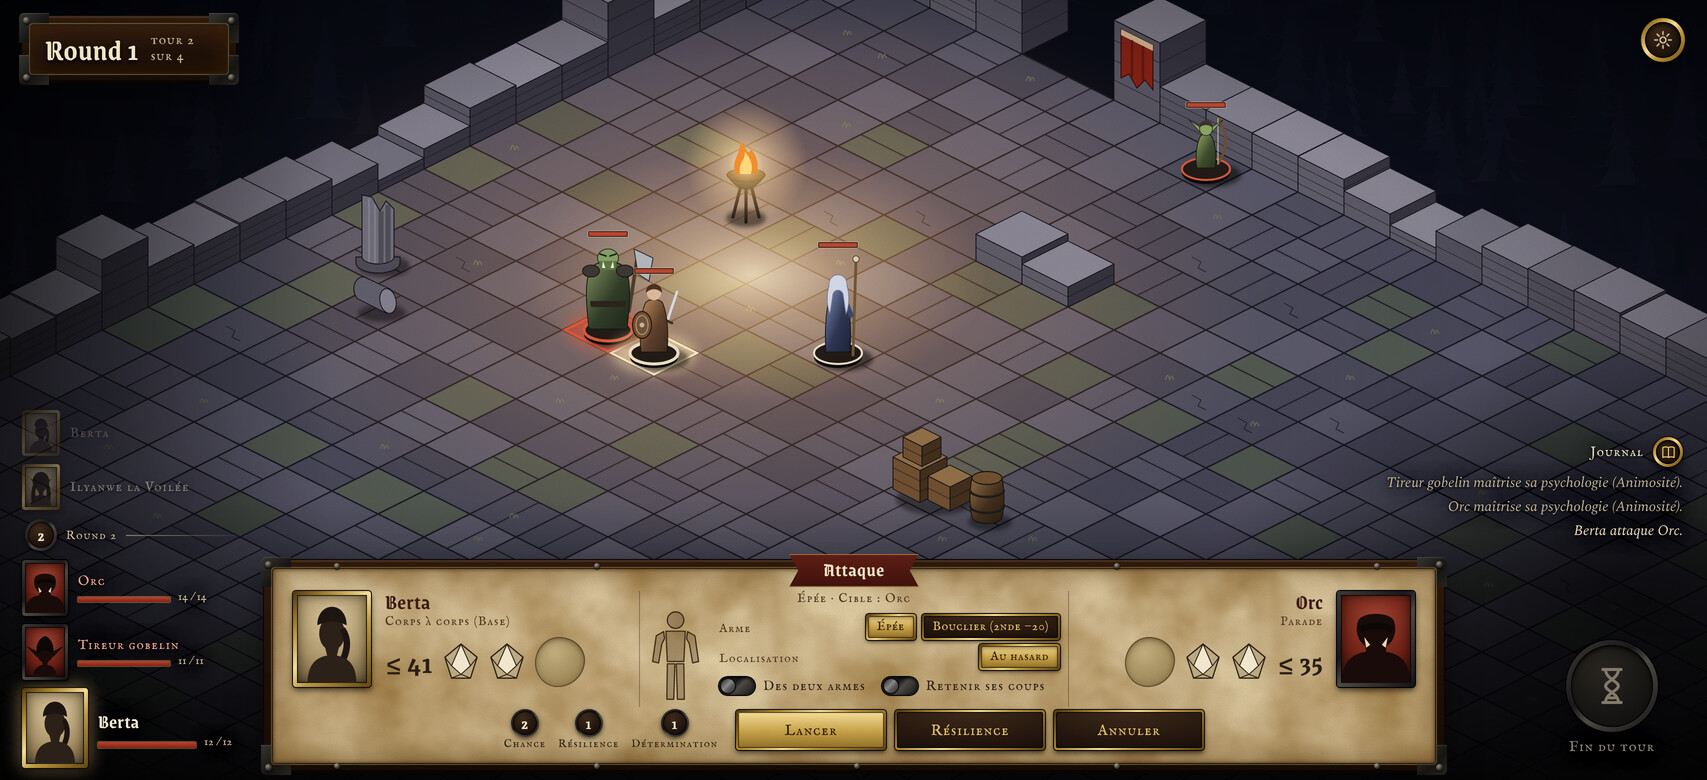 Round 1
TOUR 2
SUR 4
Berta
Ilyanwe la Voilée
2 Round 2
Orc
14/14
Tireur gobelin
11/11
Berta
12/12
Journal
Tireur gobelin maîtrise sa psychologie (Animosité).
Orc maîtrise sa psychologie (Animosité).
Berta attaque Orc.
Attaque
Épée · Cible : Orc
Berta
Corps à corps (Base)
≤ 41
Arme
Épée
Bouclier (2nde −20)
Localisation
Au hasard
Des deux armes
Retenir ses coups
Orc
Parade
≤ 35
2
Chance
1
Résilience
1
Détermination
Lancer
Résilience
Annuler
Fin du tour